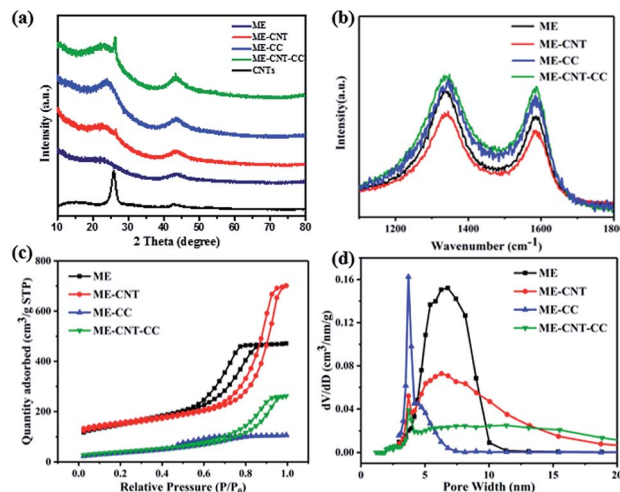 (a)
ME
ME-CNT
ME-CC
ME-CNT-CC
CNTs
Intensity (a.u.)
10 20 30 40 50 60 70 80
2 Theta (degree)
(b)
ME
ME-CNT
ME-CC
ME-CNT-CC
Intensity(a.u.)
1200 1400 1600 1800
Wavenumber (cm-1)
(c)
ME
ME-CNT
ME-CC
ME-CNT-CC
Quantity adsorbed (cm3/g STP)
800
600
400
200
0
0.0 0.2 0.4 0.6 0.8 1.0
Relative Pressure (P/P0)
(d)
ME
ME-CNT
ME-CC
ME-CNT-CC
dV/dD (cm3/nm/g)
0.16
0.12
0.08
0.04
0.00
0 5 10 15 20
Pore Width (nm)